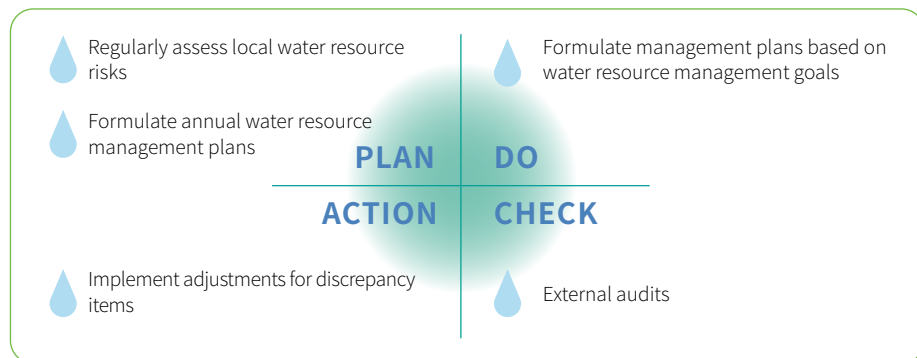 Regularly assess local water resource
risks
Formulate annual water resource
management plans
PLAN
Formulate management plans based on
water resource management goals
DO
ACTION
Implement adjustments for discrepancy
items
CHECK
External audits